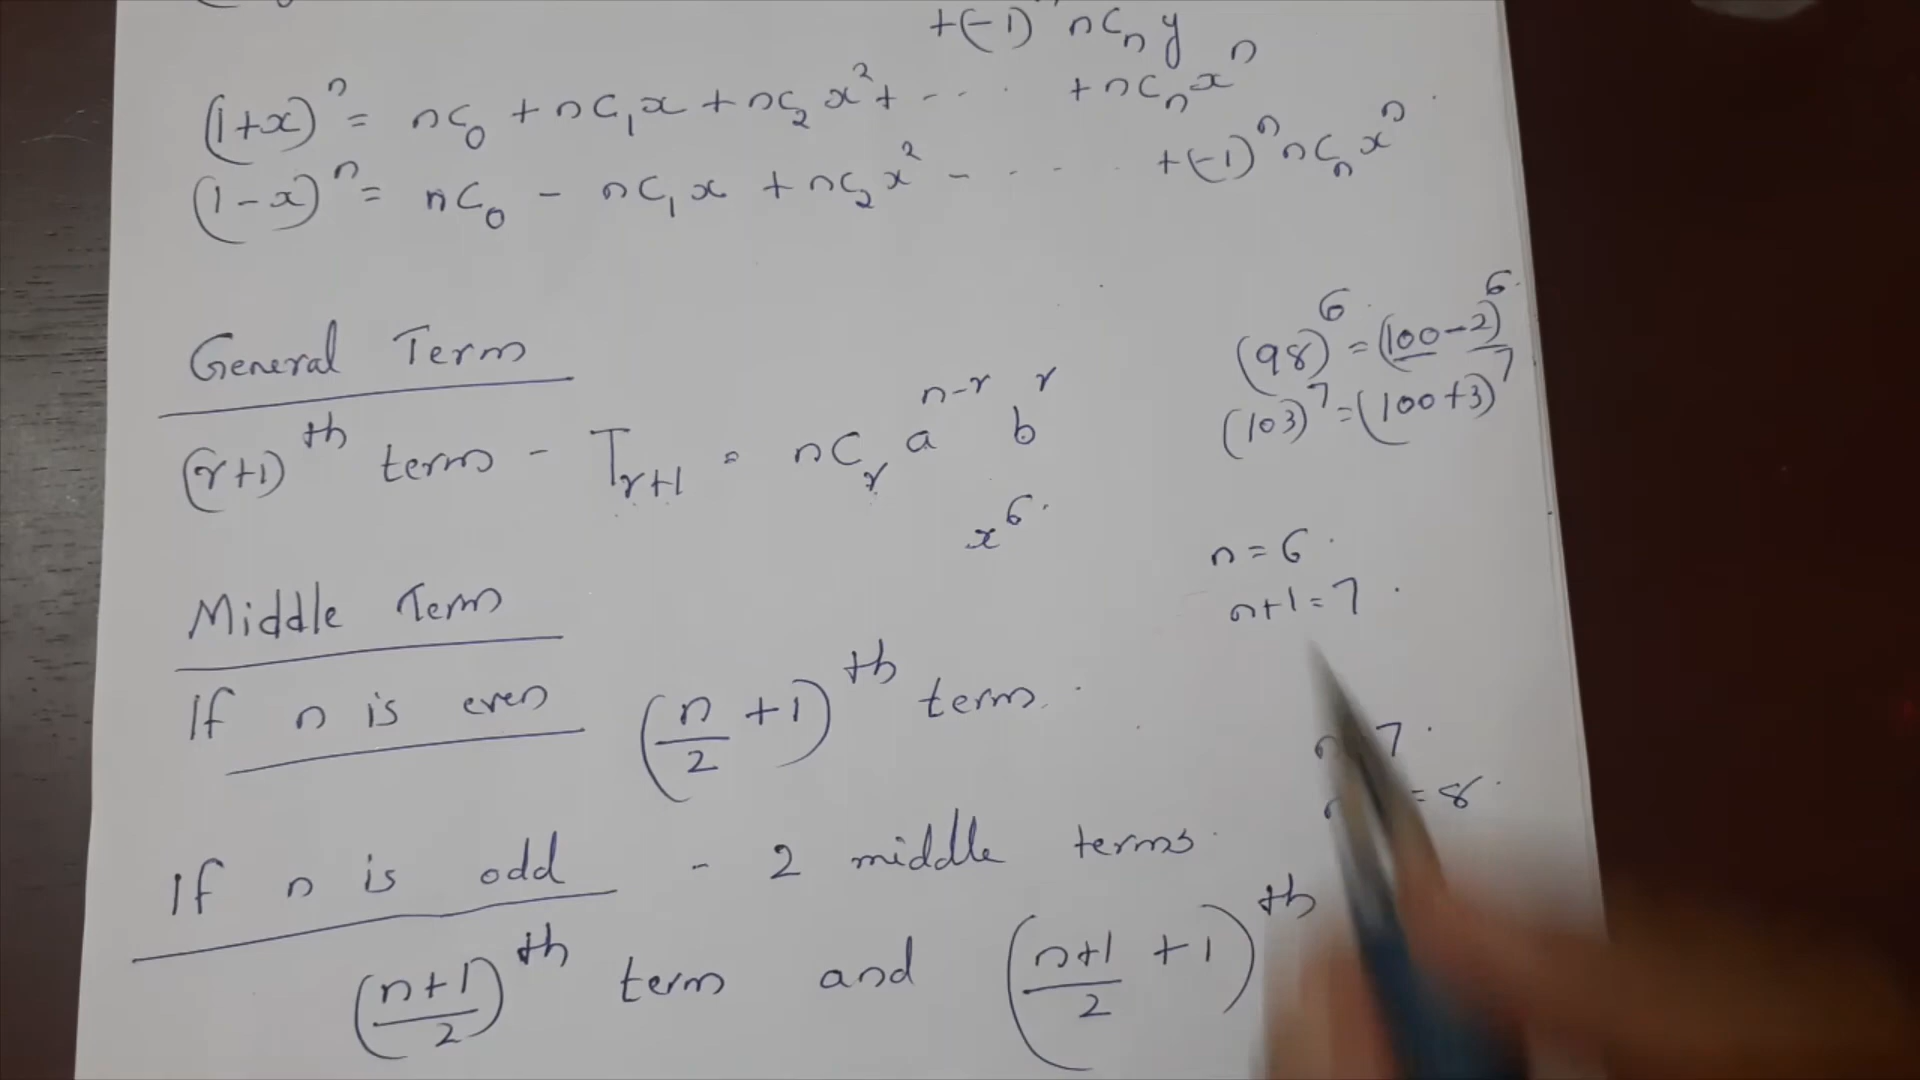 +(-1) nCₙ y
(1+x)ⁿ = nC₀ + nC₁x + nC₂x² + - - · · + nCₙxⁿ
(1-x)ⁿ = nC₀ - nC₁x + nC₂x² - - · · · +(-1)ⁿ nCₙxⁿ
General Term
(r+1)th term - Tᵣ₊₁ = nCᵣ aⁿ⁻ʳ bʳ
x⁶
(98)⁶ = (100-2)⁶
(103)⁷ = (100+3)⁷
n = 6
n+1 = 7
Middle Term
If n is even (n/2 + 1)th term.
7
= 8
If n is odd - 2 middle terms
((n+1)/2)th term and ((n+1)/2 + 1)th